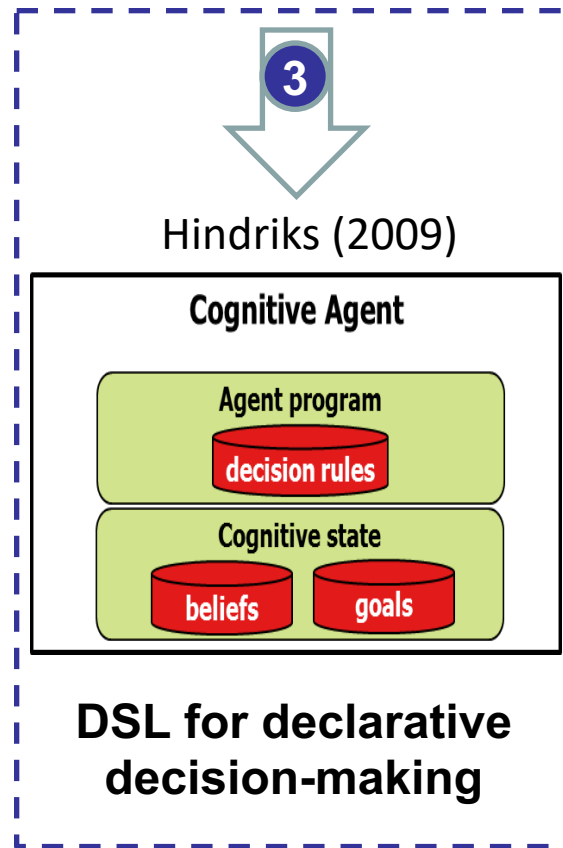 3
Hindriks (2009)
Cognitive Agent
Agent program
decision rules
Cognitive state
beliefs goals
DSL for declarative
decision-making